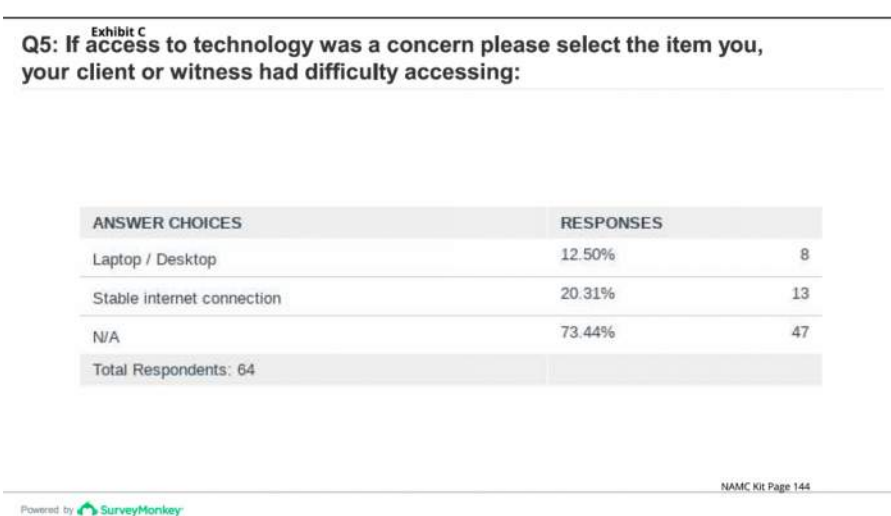 Exhibit C
Q5: If access to technology was a concern please select the item you,
your client or witness had difficulty accessing:
ANSWER CHOICES RESPONSES
Laptop / Desktop 12.50% 8
Stable internet connection 20.31% 13
N/A 73.44% 47
Total Respondents: 64
NAMC Kit Page 144
Powered by SurveyMonkey